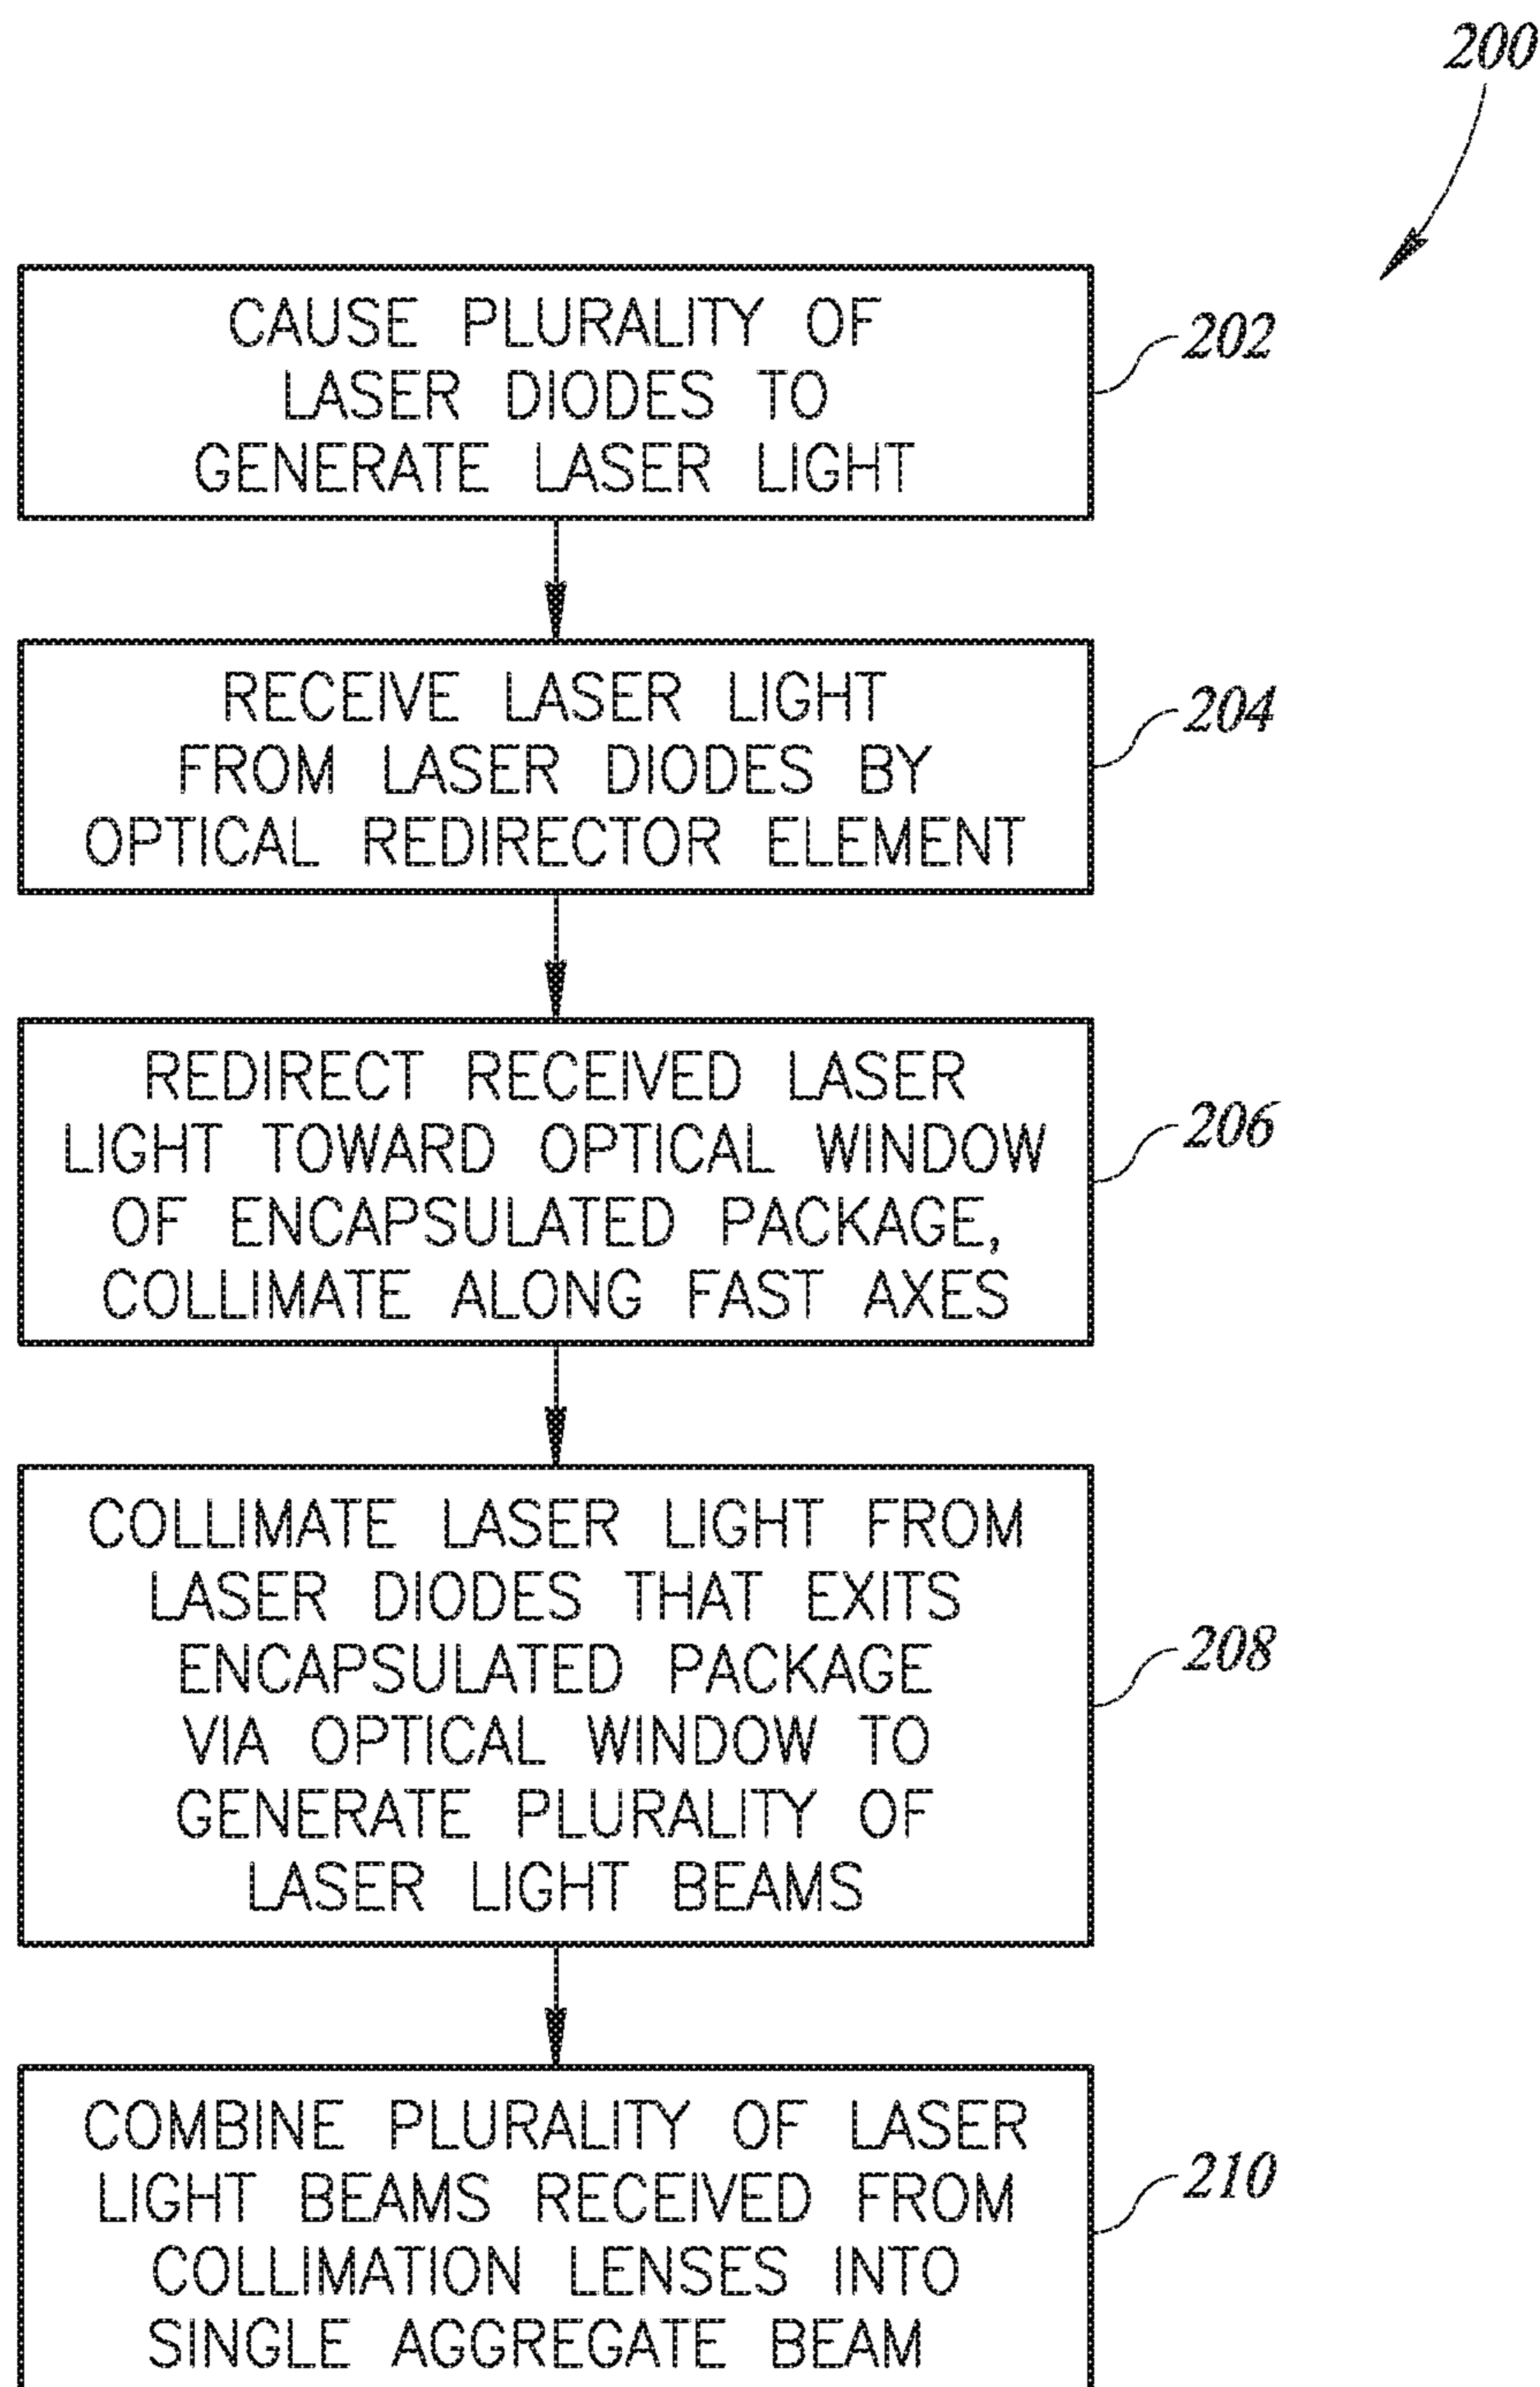 200
CAUSE PLURALITY OF
LASER DIODES TO
GENERATE LASER LIGHT
202
RECEIVE LASER LIGHT
FROM LASER DIODES BY
OPTICAL REDIRECTOR ELEMENT
204
REDIRECT RECEIVED LASER
LIGHT TOWARD OPTICAL WINDOW
OF ENCAPSULATED PACKAGE,
COLLIMATE ALONG FAST AXES
206
COLLIMATE LASER LIGHT FROM
LASER DIODES THAT EXITS
ENCAPSULATED PACKAGE
VIA OPTICAL WINDOW TO
GENERATE PLURALITY OF
LASER LIGHT BEAMS
208
COMBINE PLURALITY OF LASER
LIGHT BEAMS RECEIVED FROM
COLLIMATION LENSES INTO
SINGLE AGGREGATE BEAM
210